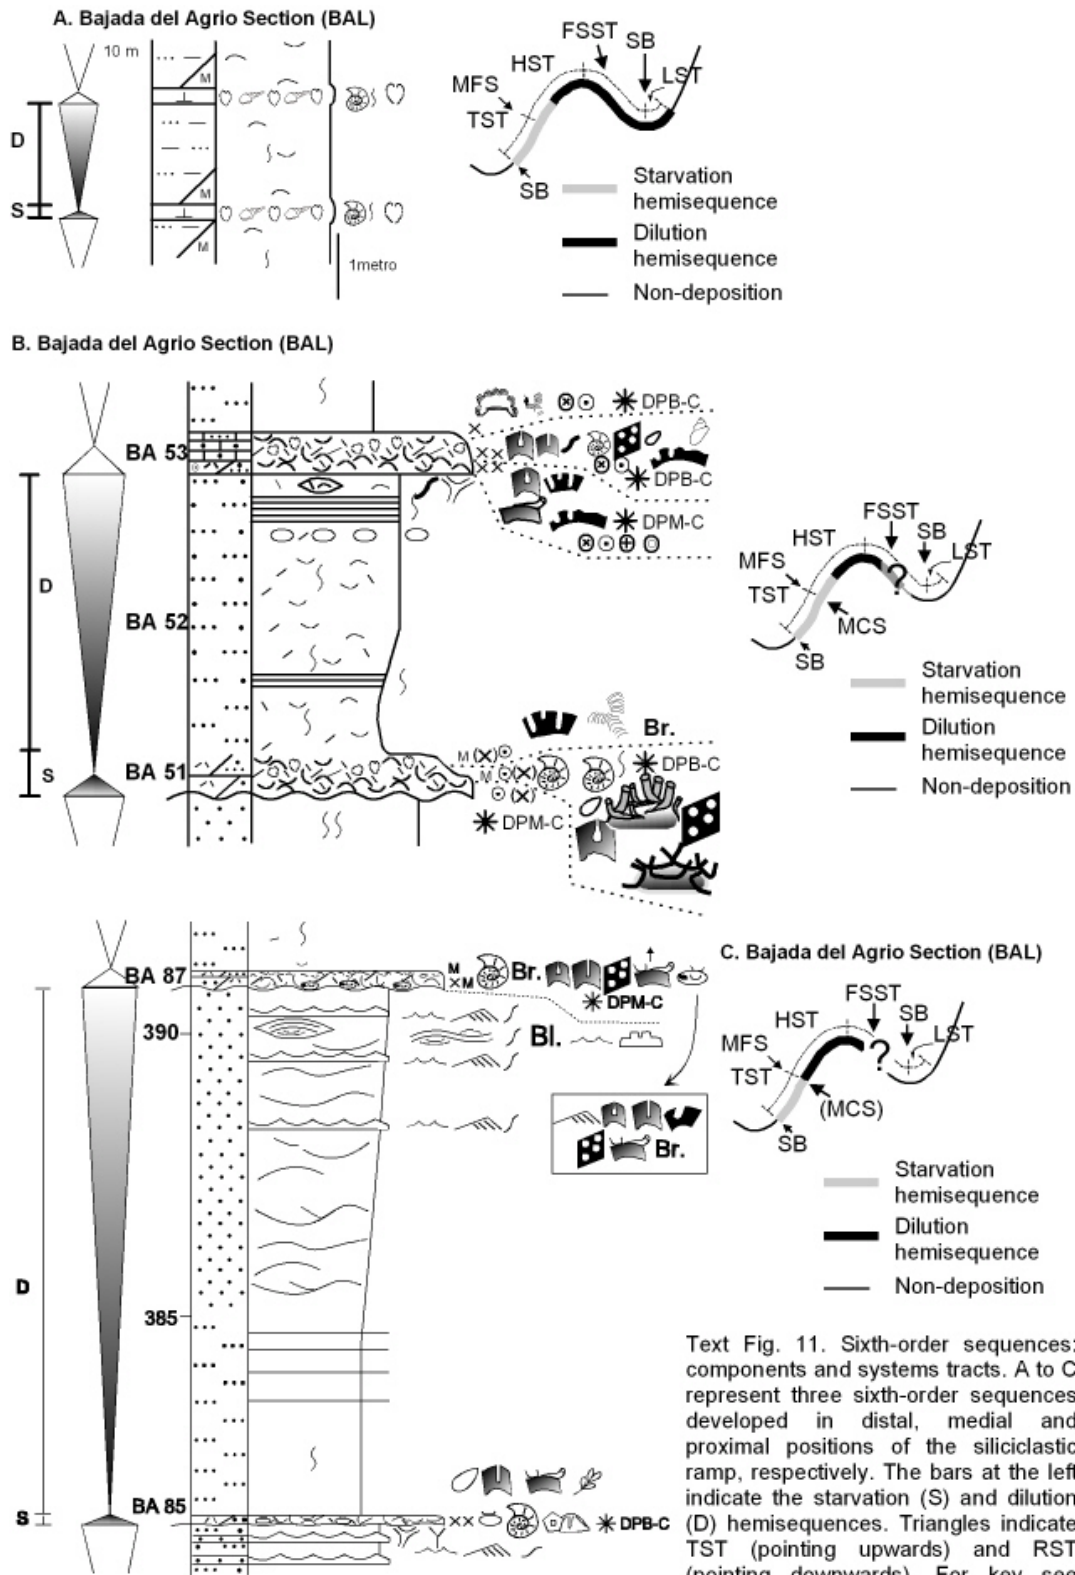 A. Bajada del Agrio Section (BAL)
10 m
M
M
M
D
S
1metro
FSST
SB
HST
LST
MFS
TST
SB
Starvation
hemisequence
Dilution
hemisequence
Non-deposition
B. Bajada del Agrio Section (BAL)
BA 53
BA 52
BA 51
D
S
DPB-C
DPB-C
DPM-C
Br.
M
M
DPB-C
DPM-C
FSST
SB
HST
LST
MFS
TST
MCS
SB
?
Starvation
hemisequence
Dilution
hemisequence
Non-deposition
C. Bajada del Agrio Section (BAL)
BA 87
390
385
BA 85
D
S
M
M
Br.
DPM-C
Bl.
Br.
DPB-C
FSST
SB
HST
LST
MFS
TST
(MCS)
SB
?
Starvation
hemisequence
Dilution
hemisequence
Non-deposition
Text Fig. 11. Sixth-order sequences:
components and systems tracts. A to C
represent three sixth-order sequences
developed in distal, medial and
proximal positions of the siliciclastic
ramp, respectively. The bars at the left
indicate the starvation (S) and dilution
(D) hemisequences. Triangles indicate
TST (pointing upwards) and RST
(pointing downwards). For key see